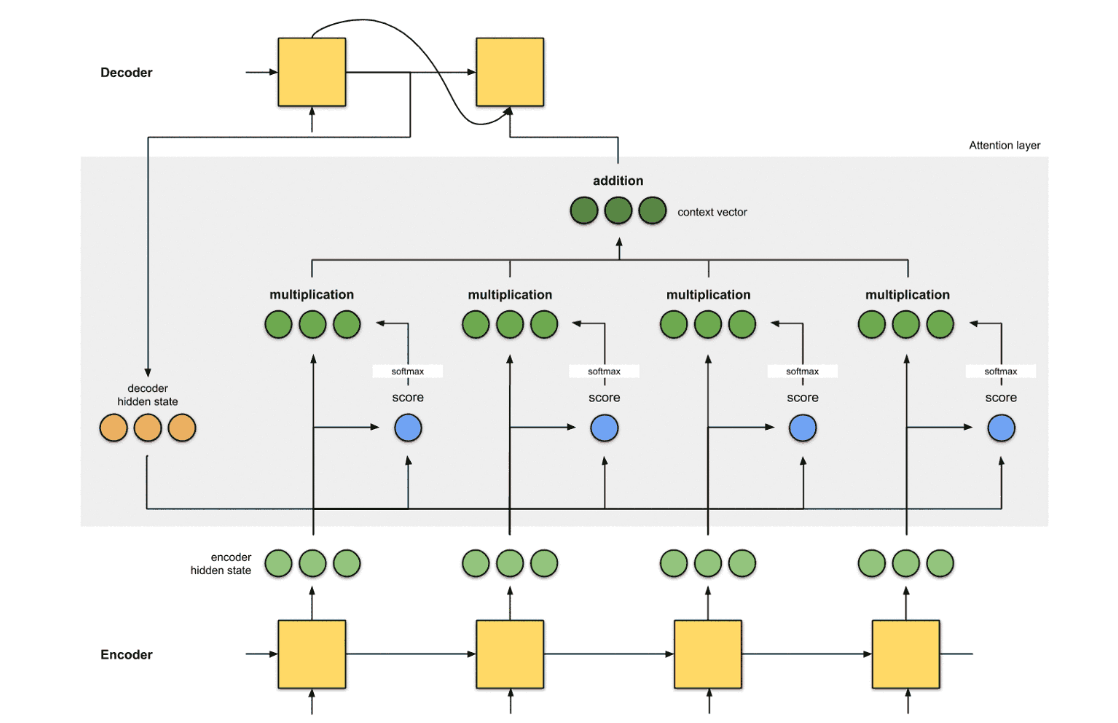 Decoder
Attention layer
addition
context vector
multiplication multiplication multiplication multiplication
softmax softmax softmax softmax
decoder
hidden state
score score score score
encoder
hidden state
Encoder